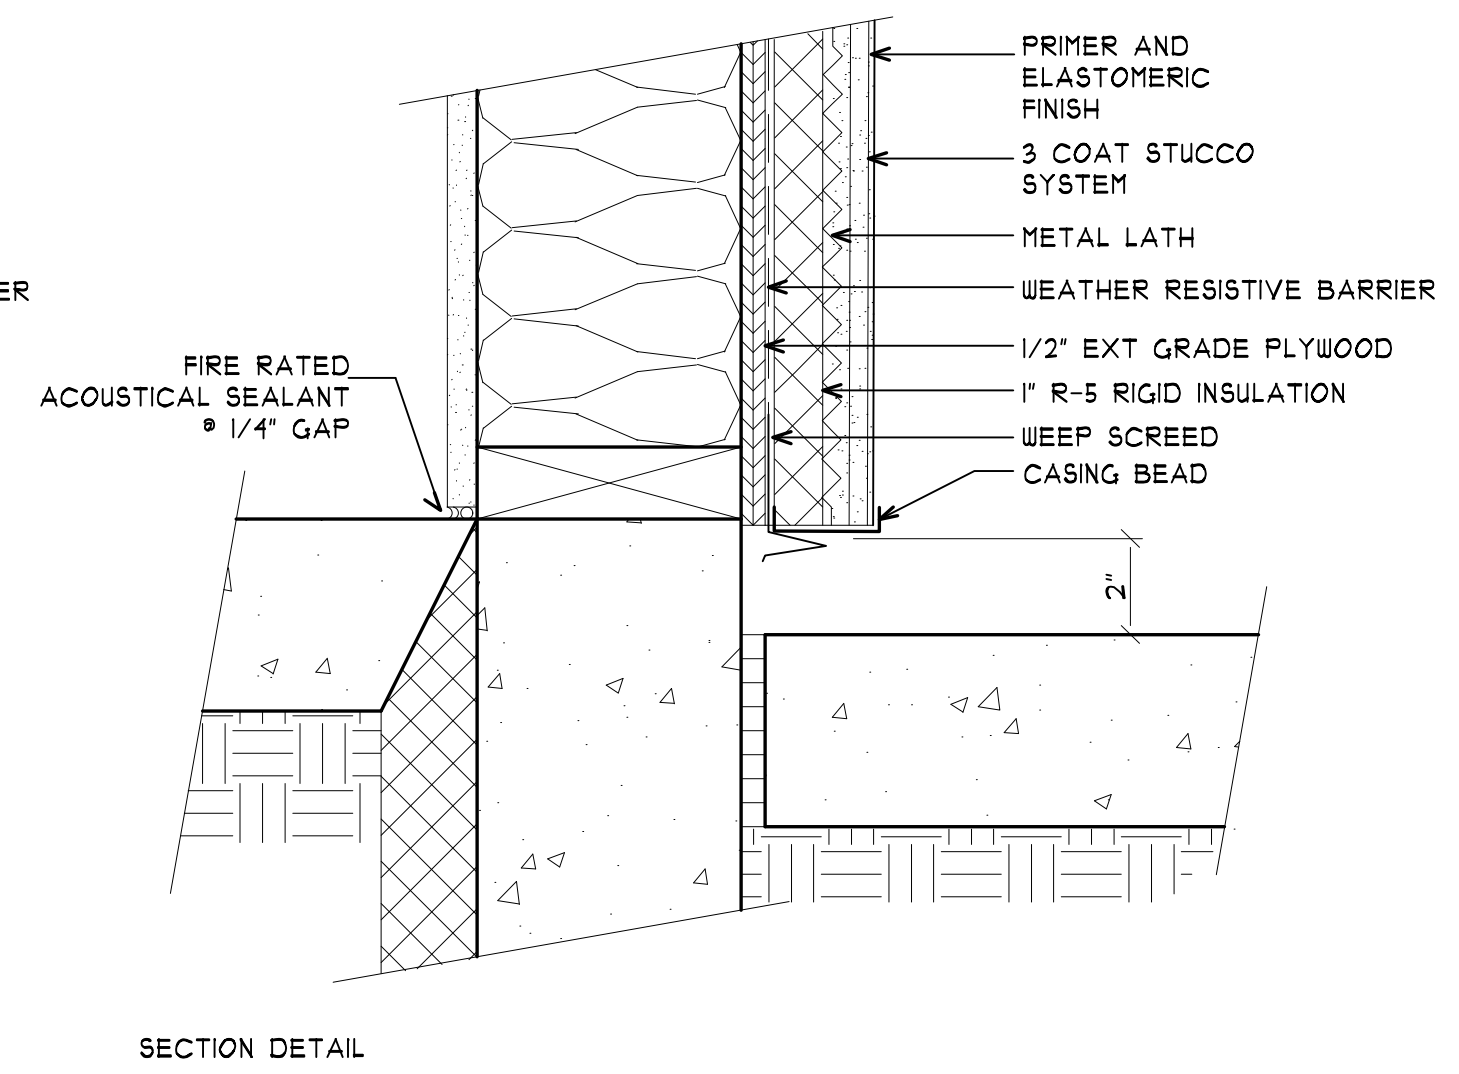 PRIMER AND
ELASTOMERIC
FINISH
3 COAT STUCCO
SYSTEM
METAL LATH
ER
WEATHER RESISTIVE BARRIER
1/2" EXT GRADE PLYWOOD
FIRE RATED
ACOUSTICAL SEALANT
@ 1/4" GAP
1" R-5 RIGID INSULATION
WEEP SCREED
CASING BEAD
2"
SECTION DETAIL